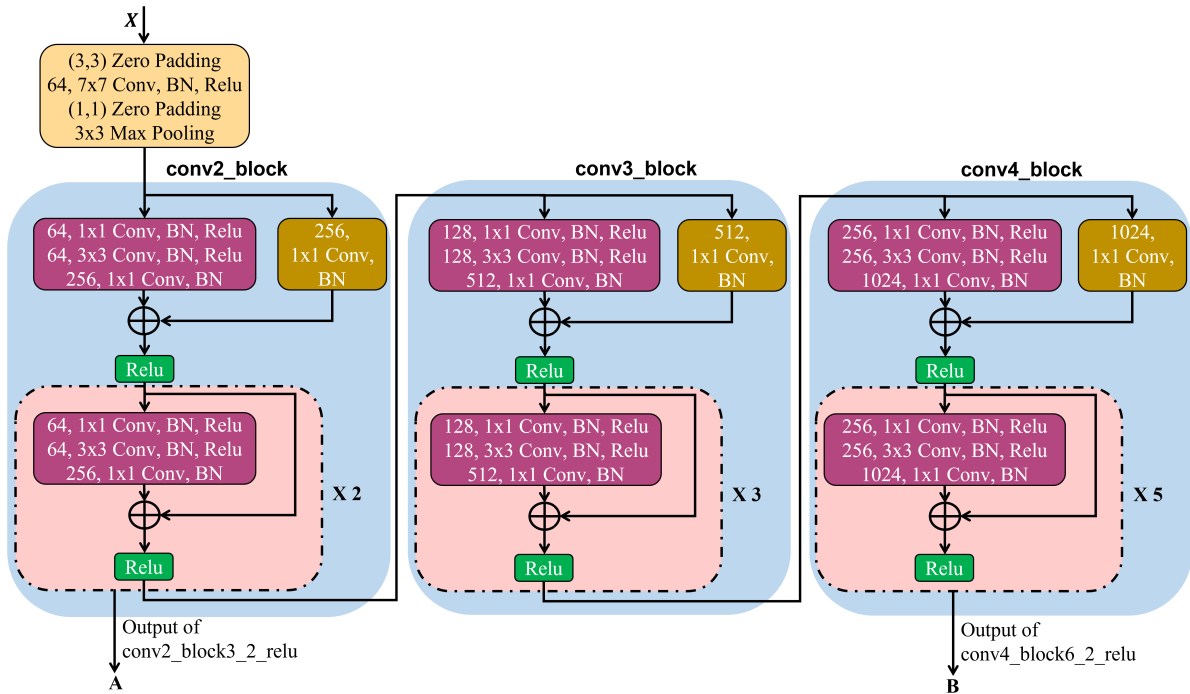 X
(3,3) Zero Padding
64, 7x7 Conv, BN, Relu
(1,1) Zero Padding
3x3 Max Pooling
conv2_block
64, 1x1 Conv, BN, Relu
64, 3x3 Conv, BN, Relu
256, 1x1 Conv, BN
256,
1x1 Conv,
BN
Relu
64, 1x1 Conv, BN, Relu
64, 3x3 Conv, BN, Relu
256, 1x1 Conv, BN
X 2
Relu
Output of
conv2_block3_2_relu
A
conv3_block
128, 1x1 Conv, BN, Relu
128, 3x3 Conv, BN, Relu
512, 1x1 Conv, BN
512,
1x1 Conv,
BN
Relu
128, 1x1 Conv, BN, Relu
128, 3x3 Conv, BN, Relu
512, 1x1 Conv, BN
X 3
Relu
conv4_block
256, 1x1 Conv, BN, Relu
256, 3x3 Conv, BN, Relu
1024, 1x1 Conv, BN
1024,
1x1 Conv,
BN
Relu
256, 1x1 Conv, BN, Relu
256, 3x3 Conv, BN, Relu
1024, 1x1 Conv, BN
X 5
Relu
Output of
conv4_block6_2_relu
B